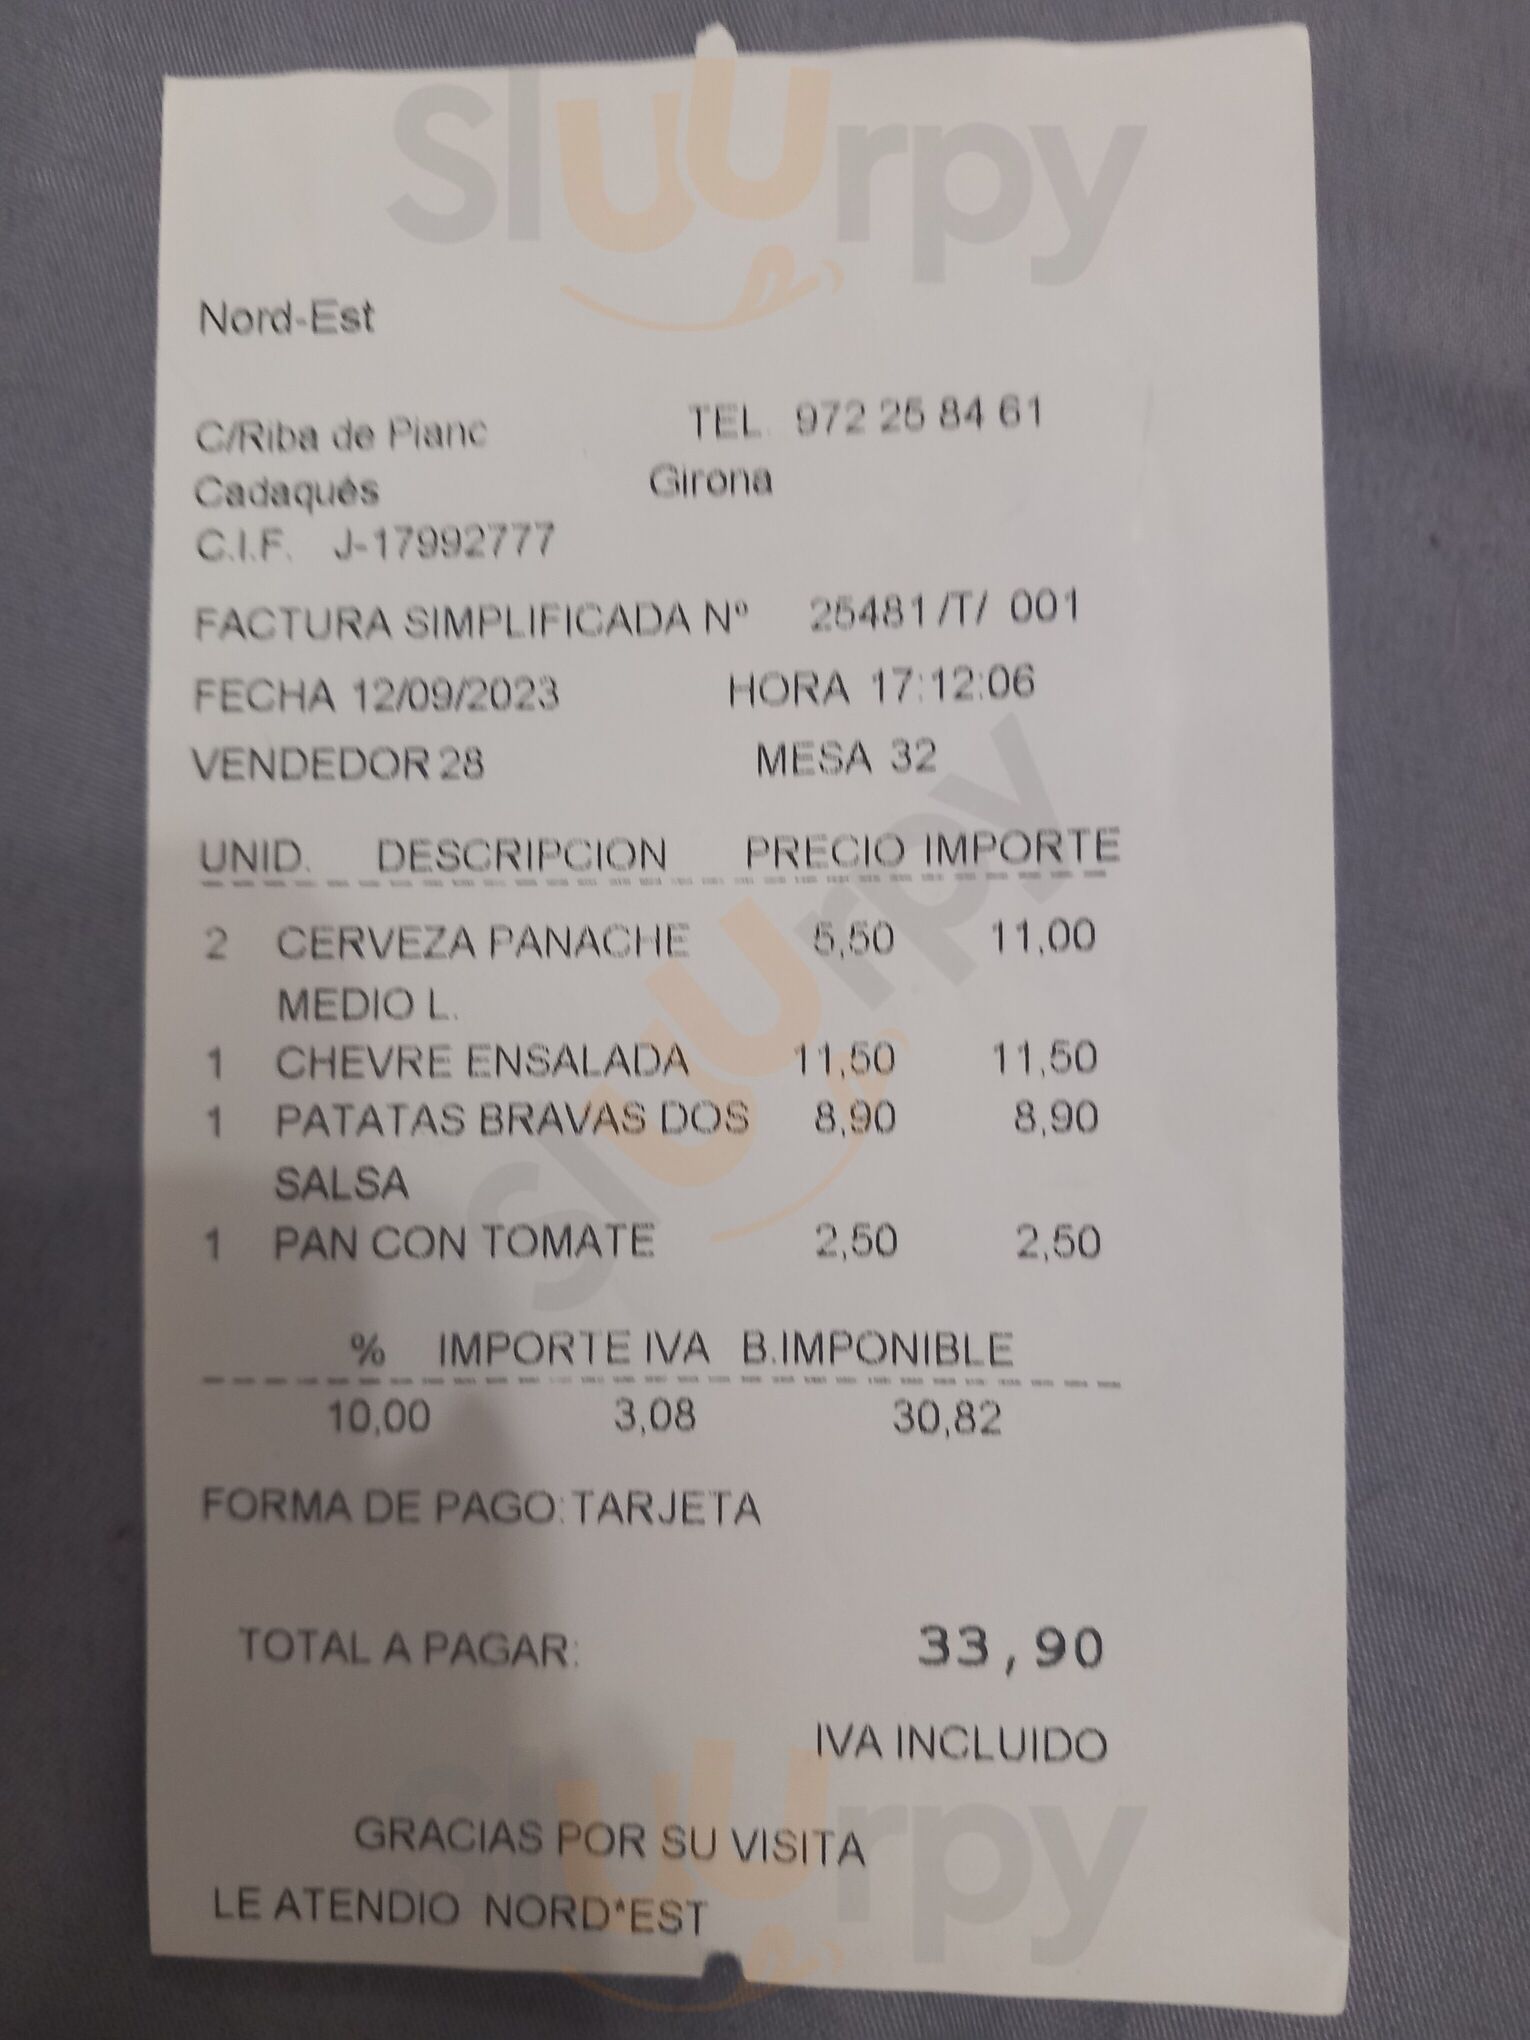 Sluurpy
Nord-Est
C/Riba de Pianc TEL. 972 25 84 61
Cadaqués Girona
C.I.F. J-17992777
FACTURA SIMPLIFICADA Nº 25481 /T/ 001
FECHA 12/09/2023 HORA 17:12:06
VENDEDOR 28 MESA 32
UNID. DESCRIPCION PRECIO IMPORTE
2 CERVEZA PANACHE 5,50 11,00
MEDIO L.
1 CHEVRE ENSALADA 11,50 11,50
1 PATATAS BRAVAS DOS 8,90 8,90
SALSA
1 PAN CON TOMATE 2,50 2,50
Sluurpy
% IMPORTE IVA B.IMPONIBLE
10,00 3,08 30,82
FORMA DE PAGO: TARJETA
TOTAL A PAGAR: 33,90
IVA INCLUIDO
GRACIAS POR SU VISITA
LE ATENDIO NORD*EST
Sluurpy